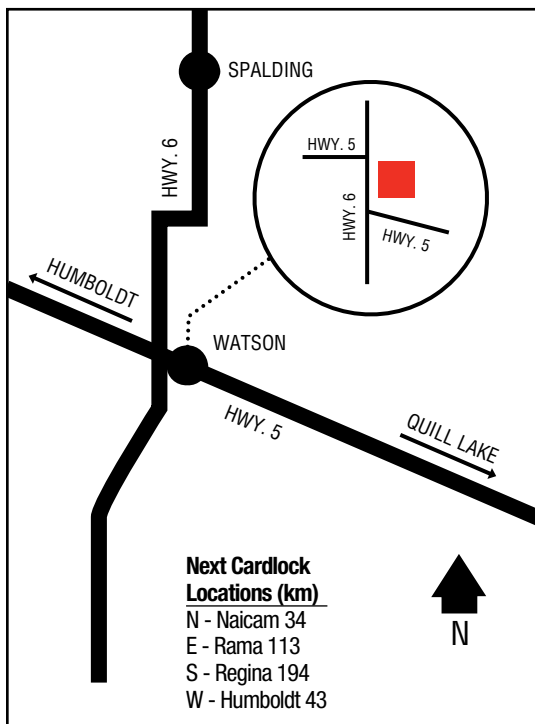 SPALDING
HWY. 6
HWY. 5
HWY. 6
HWY. 5
HUMBOLDT
WATSON
HWY. 5
QUILL LAKE
Next Cardlock
Locations (km)
N - Naicam 34
E - Rama 113
S - Regina 194
W - Humboldt 43
N